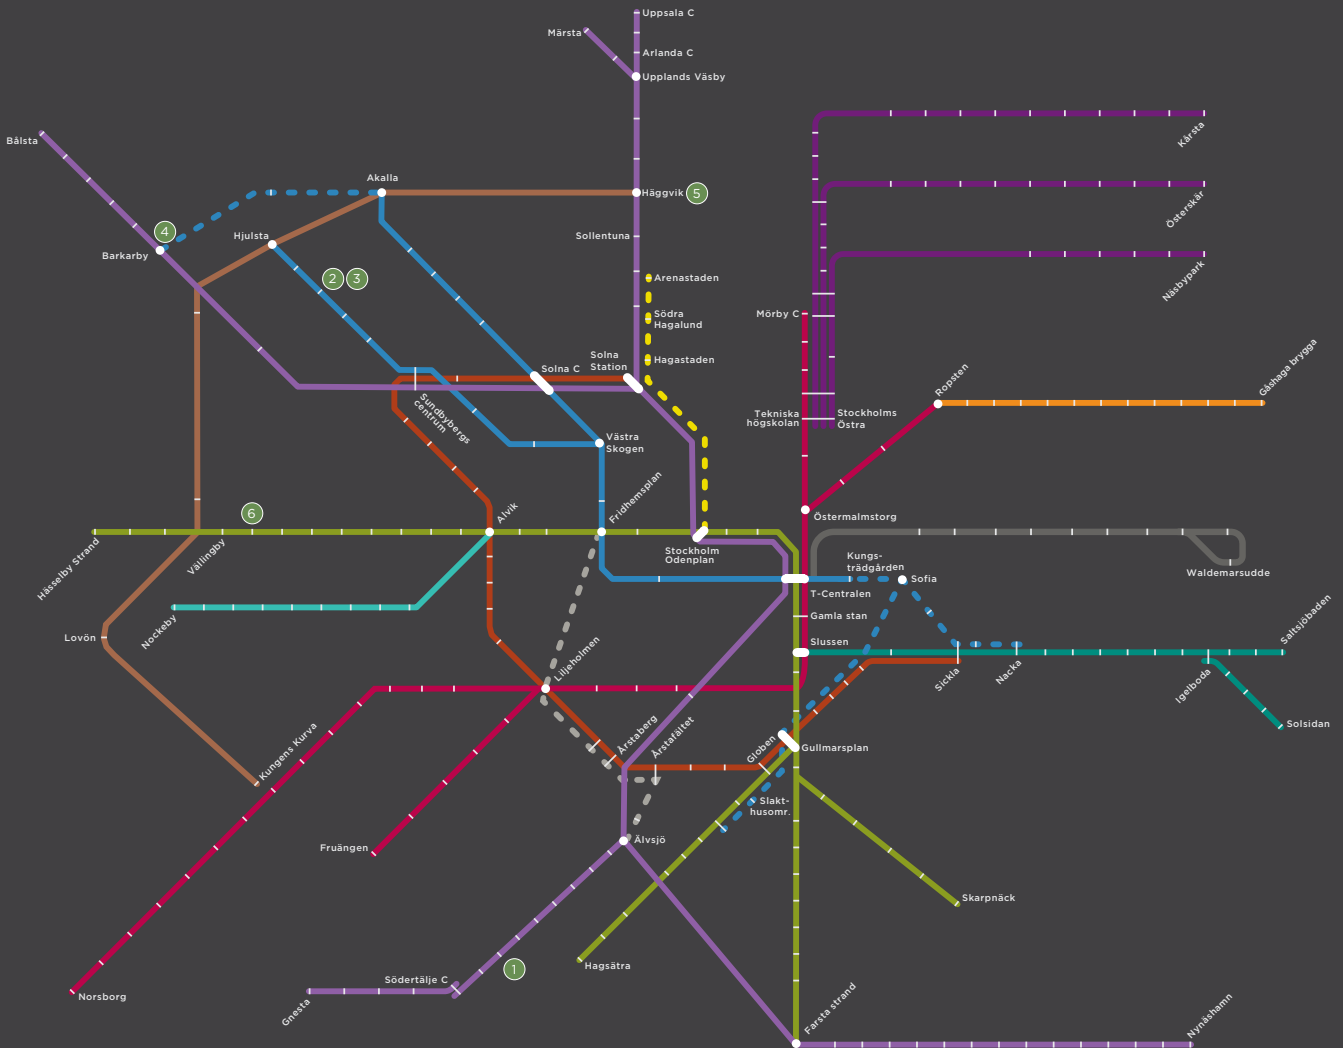 Uppsala C
Märsta
Arlanda C
Upplands Väsby
Bålsta
Kårsta
Akalla
Häggvik
5
Österskär
4
Hjulsta
Sollentuna
Barkarby
Näsbypark
2
3
Arenastaden
Södra
Hagalund
Mörby C
Solna
Station
Hagastaden
Solna C
Ropsten
Gåshaga brygga
Sundbybergs
centrum
Tekniska
högskolan
Stockholms
Östra
Västra
Skogen
Fridhemsplan
6
Alvik
Östermalmstorg
Hässelby Strand
Vällingby
Stockholm
Odenplan
Kungs-
trädgården
Waldemarsudde
Sofia
T-Centralen
Nockeby
Gamla stan
Saltsjöbaden
Lovön
Liljeholmen
Slussen
Sickla
Nacka
Igelboda
Solsidan
Kungens Kurva
Årstaberg
Årstafältet
Globen
Gullmarsplan
Slakt-
husomr.
Fruängen
Älvsjö
Skarpnäck
Hagsätra
1
Södertälje C
Norsborg
Gnesta
Farsta strand
Nynäshamn